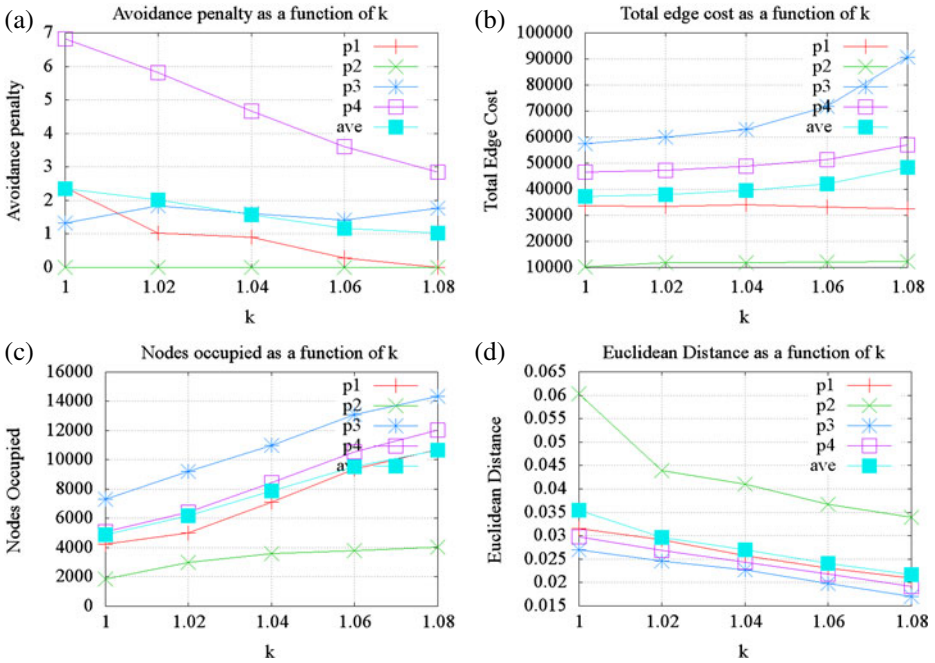 (a)
Avoidance penalty as a function of k
Avoidance penalty
7
6
5
4
3
2
1
0
p1
p2
p3
p4
ave
1 1.02 1.04 1.06 1.08
k
(b)
Total edge cost as a function of k
Total Edge Cost
100000
90000
80000
70000
60000
50000
40000
30000
20000
10000
p1
p2
p3
p4
ave
1 1.02 1.04 1.06 1.08
k
(c)
Nodes occupied as a function of k
Nodes Occupied
16000
14000
12000
10000
8000
6000
4000
2000
0
p1
p2
p3
p4
ave
1 1.02 1.04 1.06 1.08
k
(d)
Euclidean Distance as a function of k
Euclidean Distance
0.065
0.06
0.055
0.05
0.045
0.04
0.035
0.03
0.025
0.02
0.015
p1
p2
p3
p4
ave
1 1.02 1.04 1.06 1.08
k